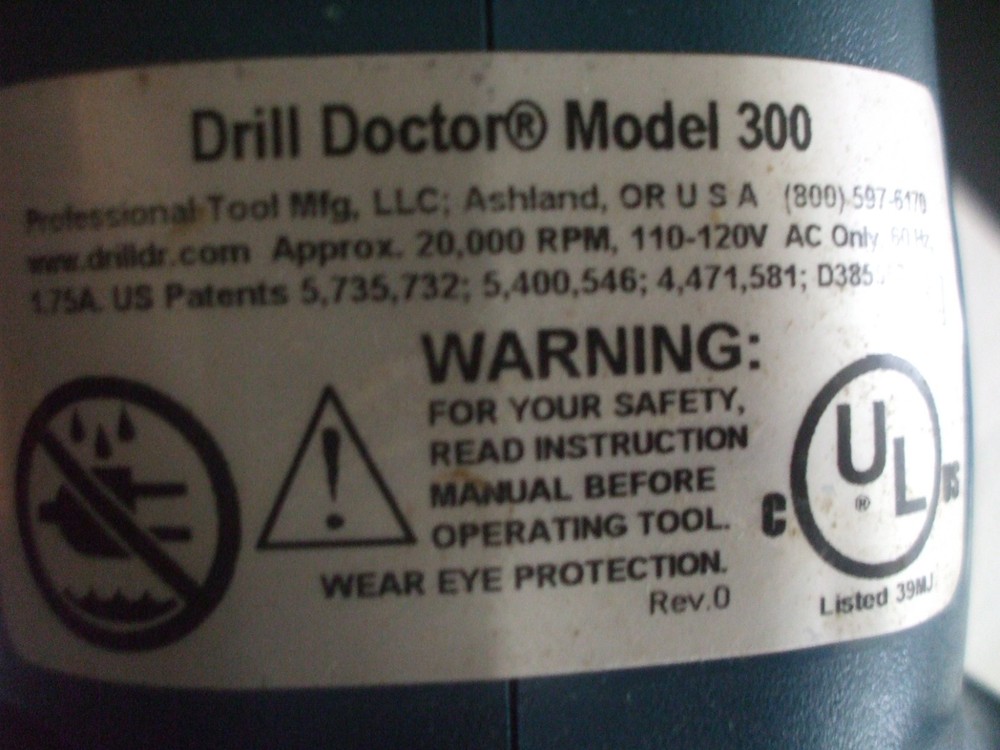 Drill Doctor® Model 300
Professional Tool Mfg, LLC; Ashland, OR U S A (800) 597-6170
www.drilldr.com Approx. 20,000 RPM, 110-120V AC Only 60 Hz,
1.75A. US Patents 5,735,732; 5,400,546; 4,471,581;
WARNING:
FOR YOUR SAFETY,
READ INSTRUCTION
MANUAL BEFORE
OPERATING TOOL.
WEAR EYE PROTECTION.
Rev.0
C UL® US
Listed 39MJ